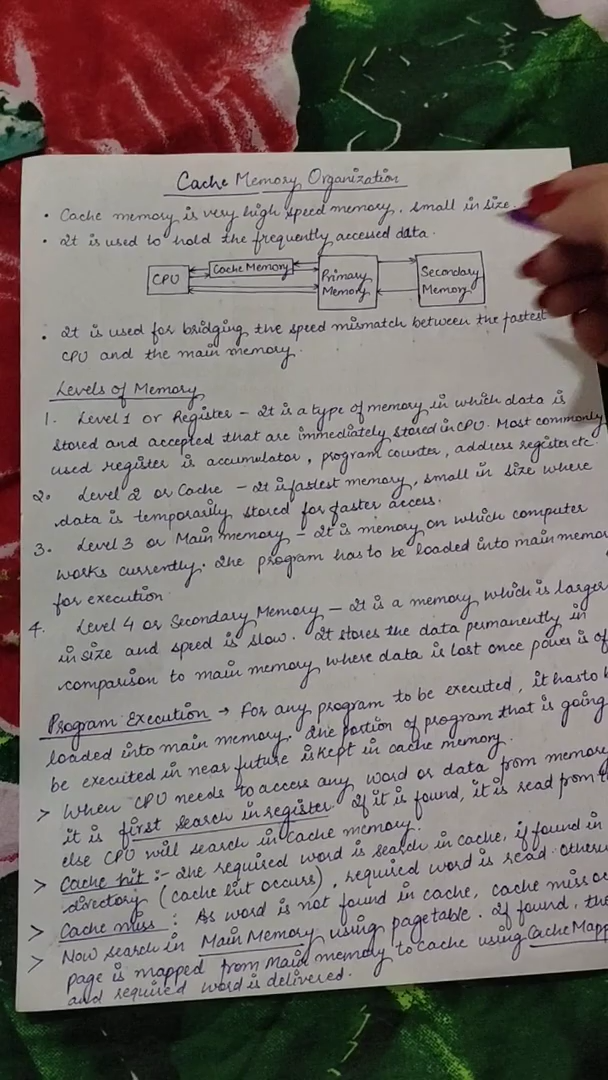 Cache Memory Organization
• Cache memory is very high speed memory. small in size.
• It is used to hold the frequently accessed data.
CPU
Cache Memory
Primary Memory
Secondary Memory
• It is used for bridging the speed mismatch between the fastest
CPU and the main memory.
Levels of Memory
1. Level 1 or Register - It is a type of memory in which data is
stored and accepted that are immediately stored in CPU. Most commonly
used register is accumulator, program counter, address register etc.
2. Level 2 or Cache - It is fastest memory, small in size where
data is temporarily stored for faster access.
3. Level 3 or Main memory - It is memory on which computer
works currently. The program has to be loaded into main memo
for execution.
4. Level 4 or Secondary Memory - It is a memory which is larger
in size and speed is slow. It stores the data permanently in
comparison to main memory where data is lost once power is of
Program Execution → For any program to be executed, it has to b
loaded into main memory. The portion of program that is going
be executed in near future is kept in cache memory.
> When CPU needs to access any word or data from memory
it is first search in register. If it is found, it is read from
else CPU will search in cache memory.
> Cache hit :- The required word is search in cache, if found in
directory (cache hit occurs), required word is read. Otherw
> Cache miss : As word is not found in cache, cache miss oc
> Now search in Main Memory using page table. If found, the
page is mapped from main memory to cache using Cache Mapp
and required word is delivered.